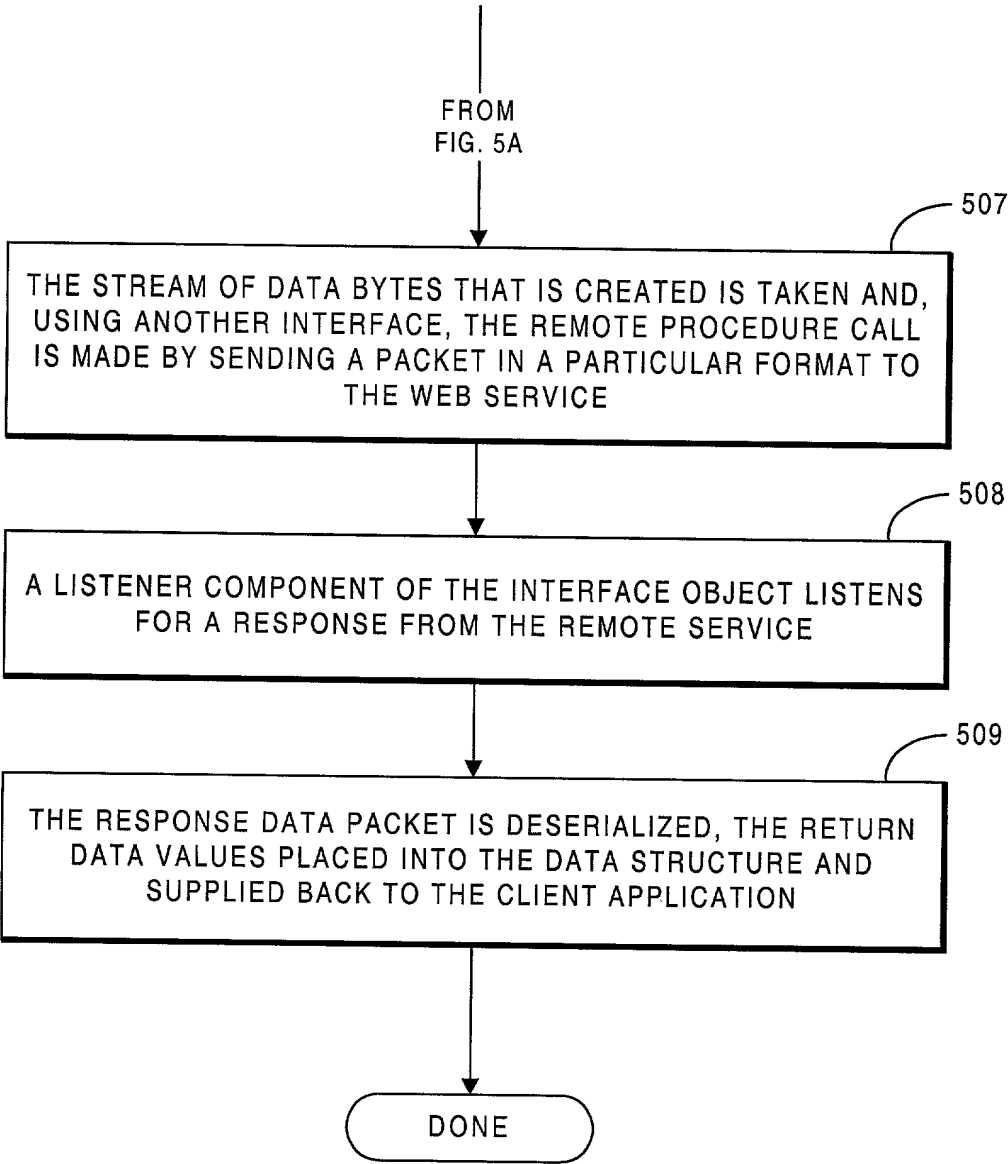 FROM
FIG. 5A
507
THE STREAM OF DATA BYTES THAT IS CREATED IS TAKEN AND,
USING ANOTHER INTERFACE, THE REMOTE PROCEDURE CALL
IS MADE BY SENDING A PACKET IN A PARTICULAR FORMAT TO
THE WEB SERVICE
508
A LISTENER COMPONENT OF THE INTERFACE OBJECT LISTENS
FOR A RESPONSE FROM THE REMOTE SERVICE
509
THE RESPONSE DATA PACKET IS DESERIALIZED, THE RETURN
DATA VALUES PLACED INTO THE DATA STRUCTURE AND
SUPPLIED BACK TO THE CLIENT APPLICATION
DONE